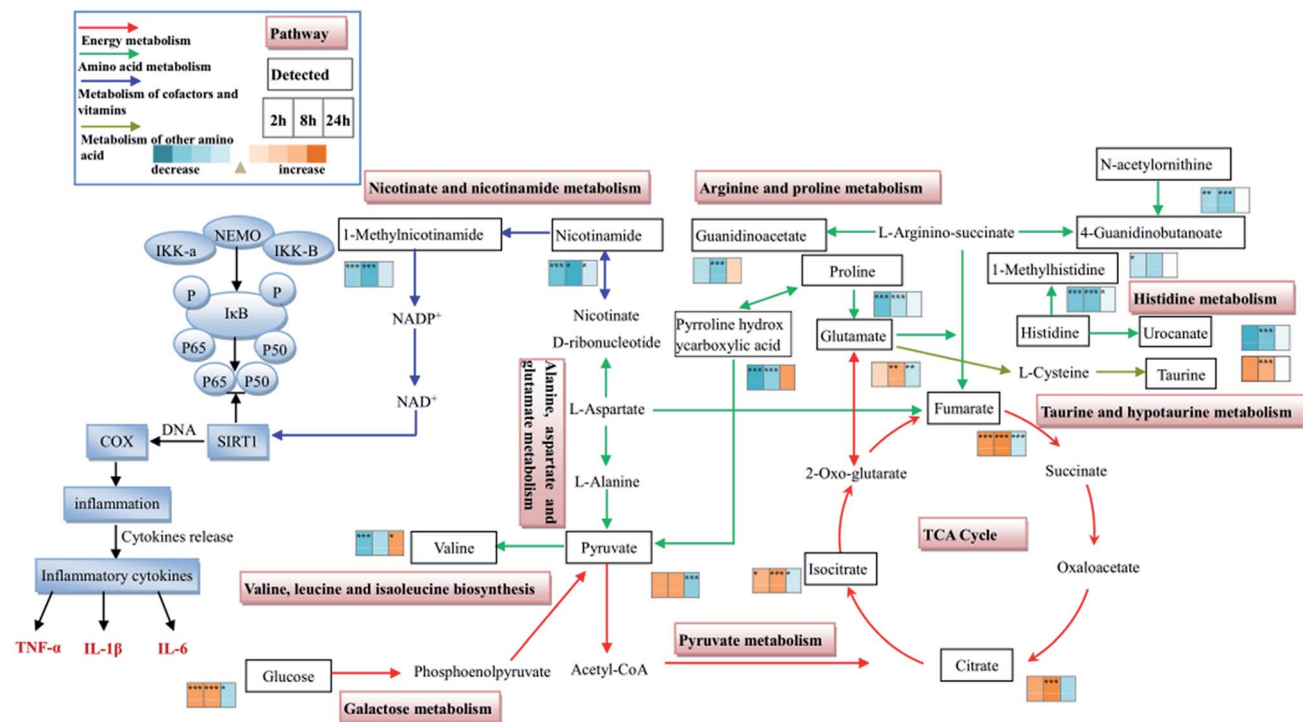 Energy metabolism
Amino acid metabolism
Metabolism of cofactors and
vitamins
Metabolism of other amino
acid
decrease
increase
Pathway
Detected
2h 8h 24h
Nicotinate and nicotinamide metabolism
Arginine and proline metabolism
N-acetylornithine
** ***
NEMO
IKK-a
IKK-B
1-Methylnicotinamide
Nicotinamide
Guanidinoacetate
L-Arginino-succinate
4-Guanidinobutanoate
*** ***
*** * *
***
*
P
P
IκB
Proline
1-Methylhistidine
*** ***
*** *** *
Histidine metabolism
NADP⁺
Nicotinate
D-ribonucleotide
Pyrroline hydrox
ycarboxylic acid
Glutamate
Histidine
Urocanate
***
P65
P50
P65
P50
*** ***
** **
L-Cysteine
Taurine
***
Alanine, aspartate and
glutamate metabolism
NAD⁺
L-Aspartate
Fumarate
Taurine and hypotaurine metabolism
*** *** ***
COX
DNA
SIRT1
L-Alanine
2-Oxo-glutarate
Succinate
inflammation
TCA Cycle
Cytokines release
*** *
Valine
Pyruvate
Isocitrate
* *** *
Oxaloacetate
***
Inflammatory cytokines
Valine, leucine and isaoleucine biosynthesis
TNF-α
IL-1β
IL-6
Pyruvate metabolism
Glucose
*** *** *
Phosphoenolpyruvate
Acetyl-CoA
Citrate
***
Galactose metabolism